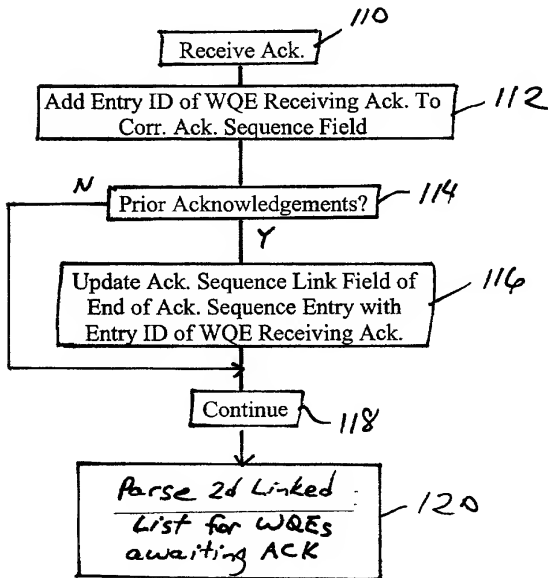 Receive Ack.
110
Add Entry ID of WQE Receiving Ack. To
Corr. Ack. Sequence Field
112
N
Prior Acknowledgements?
114
Y
Update Ack. Sequence Link Field of
End of Ack. Sequence Entry with
Entry ID of WQE Receiving Ack.
116
Continue
118
Parse 2d Linked
List for WQEs
awaiting ACK
120